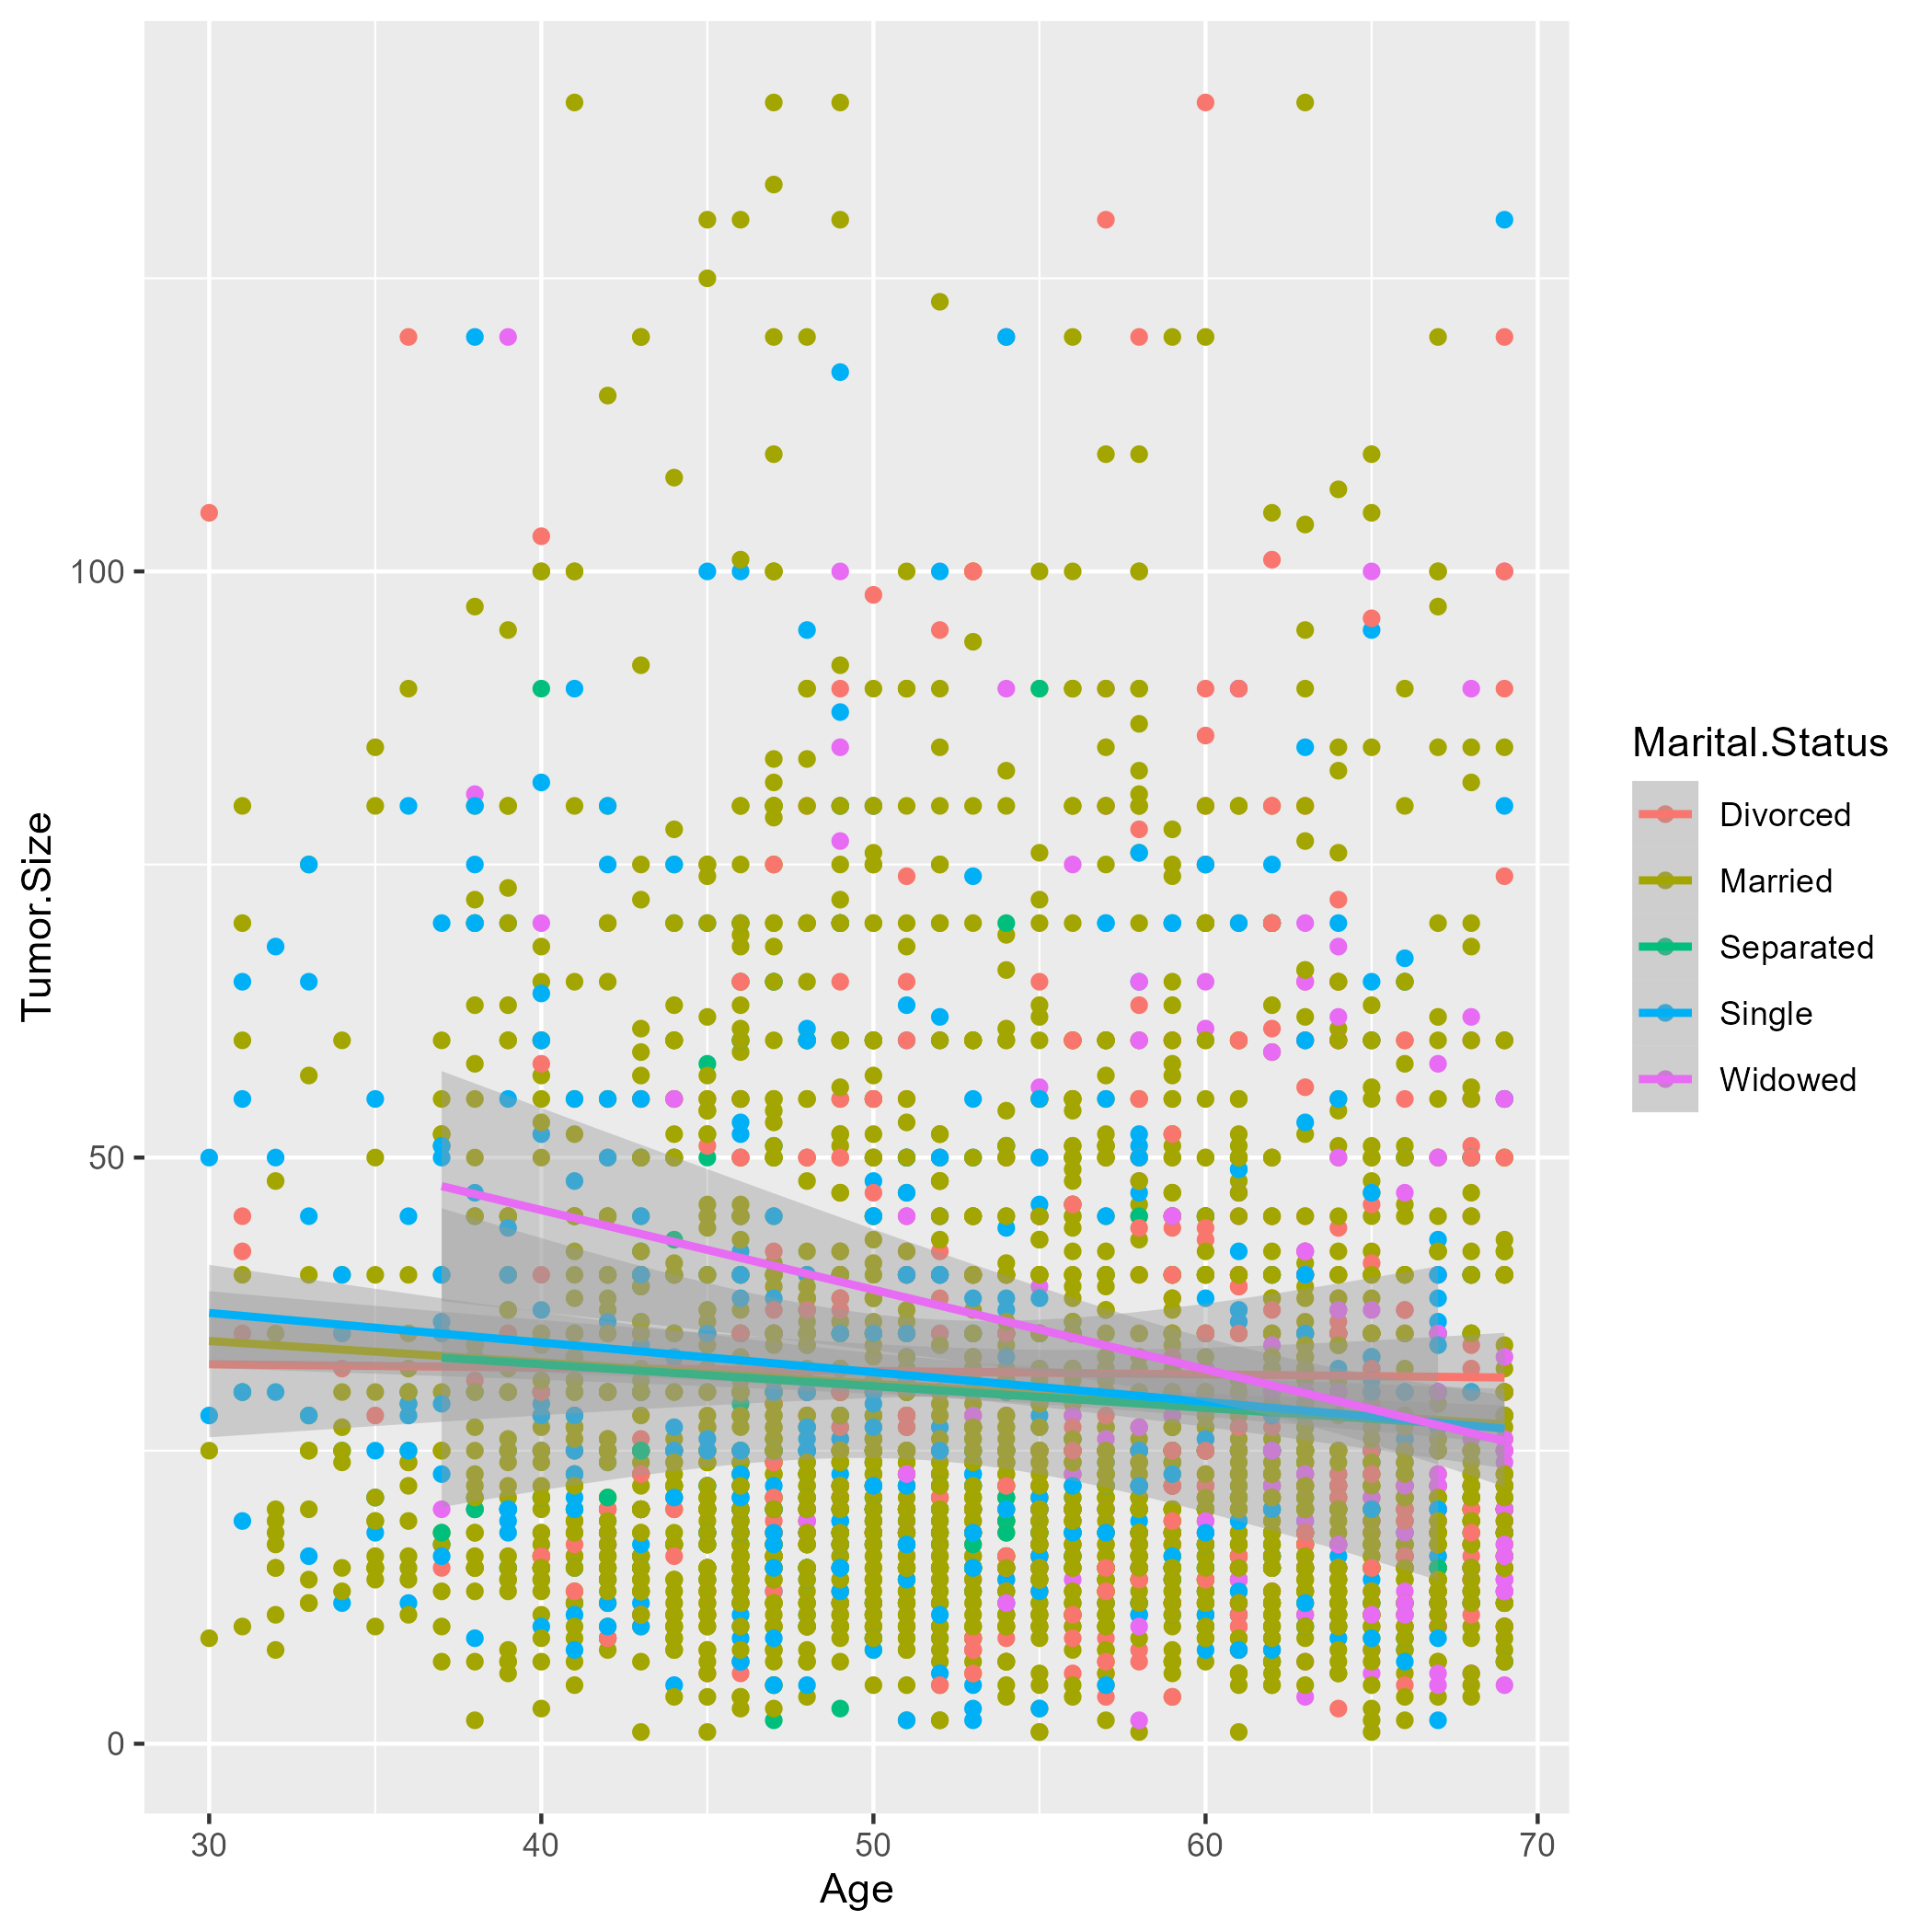 Tumor.Size
100
50
0
30 40 50 60 70
Age
Marital.Status
Divorced
Married
Separated
Single
Widowed